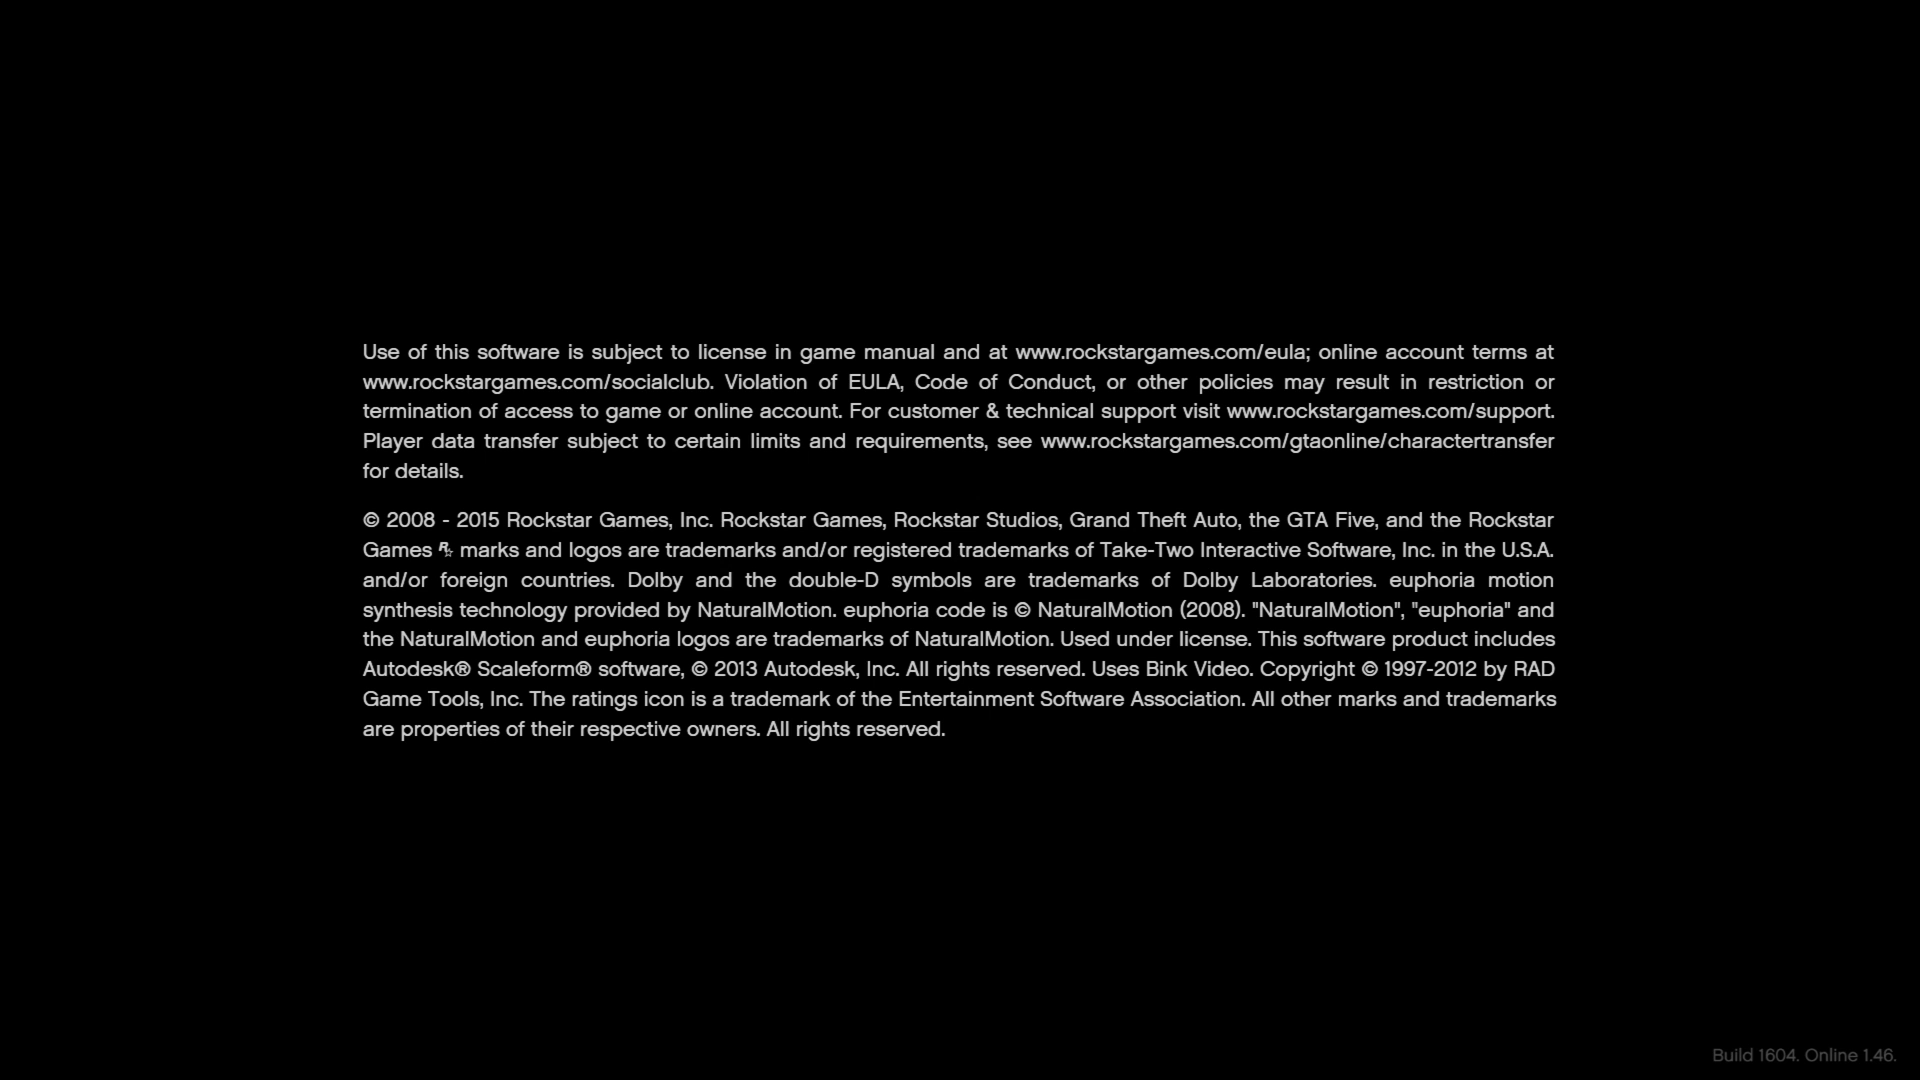 Use of this software is subject to license in game manual and at www.rockstargames.com/eula; online account terms at
www.rockstargames.com/socialclub. Violation of EULA, Code of Conduct, or other policies may result in restriction or
termination of access to game or online account. For customer & technical support visit www.rockstargames.com/support.
Player data transfer subject to certain limits and requirements, see www.rockstargames.com/gtaonline/charactertransfer
for details.
© 2008 - 2015 Rockstar Games, Inc. Rockstar Games, Rockstar Studios, Grand Theft Auto, the GTA Five, and the Rockstar
Games R* marks and logos are trademarks and/or registered trademarks of Take-Two Interactive Software, Inc. in the U.S.A.
and/or foreign countries. Dolby and the double-D symbols are trademarks of Dolby Laboratories. euphoria motion
synthesis technology provided by NaturalMotion. euphoria code is © NaturalMotion (2008). "NaturalMotion", "euphoria" and
the NaturalMotion and euphoria logos are trademarks of NaturalMotion. Used under license. This software product includes
Autodesk® Scaleform® software, © 2013 Autodesk, Inc. All rights reserved. Uses Bink Video. Copyright © 1997-2012 by RAD
Game Tools, Inc. The ratings icon is a trademark of the Entertainment Software Association. All other marks and trademarks
are properties of their respective owners. All rights reserved.
Build 1604. Online 1.46.